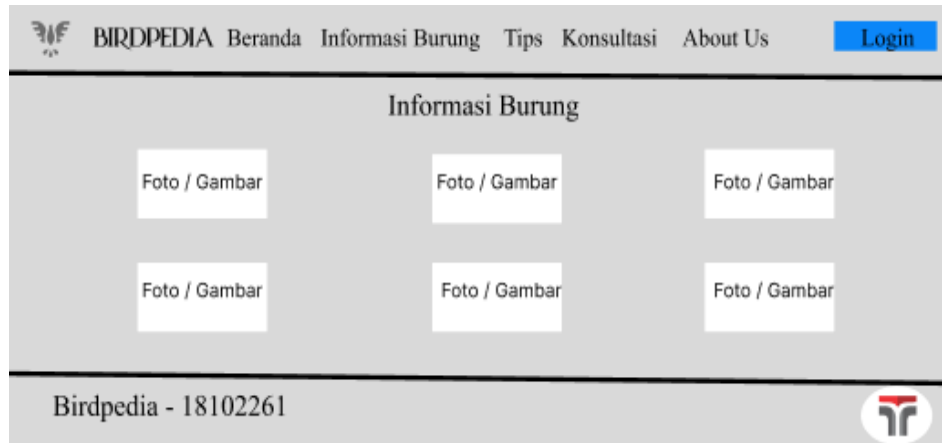 BIRDPEDIA Beranda Informasi Burung Tips Konsultasi About Us Login
Informasi Burung
Foto / Gambar Foto / Gambar Foto / Gambar
Foto / Gambar Foto / Gambar Foto / Gambar
Birdpedia - 18102261